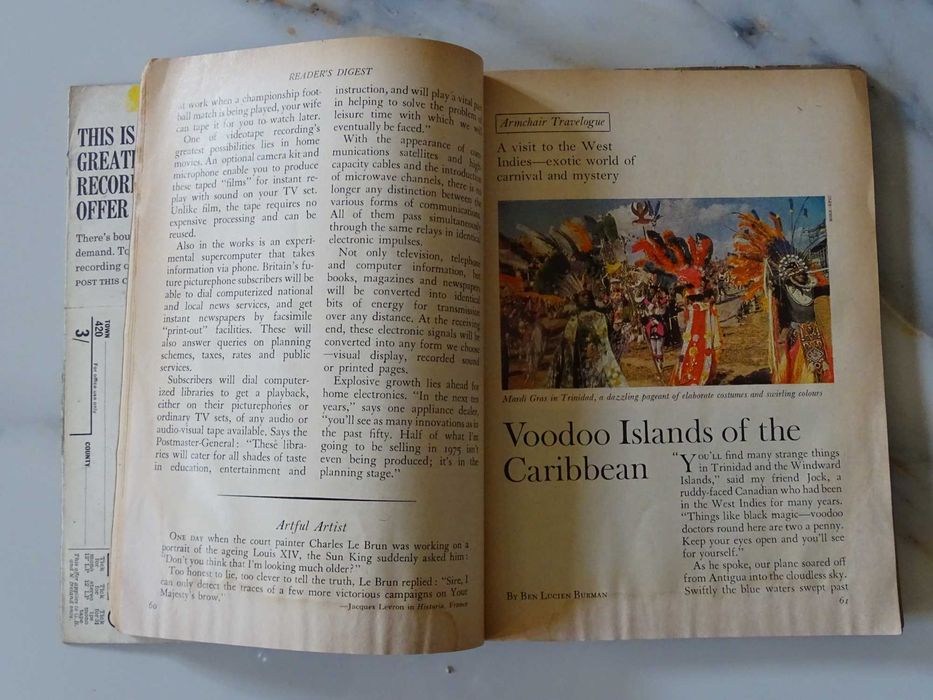 THIS IS
GREAT
RECOR
OFFER
There's bou
demand. To
recording c
POST THIS C
TOWN
420
3/
For office use only
COUNTY
READER'S DIGEST
at work when a championship foot-
ball match is being played, your wife
can tape it for you to watch later.
One of videotape recording's
greatest possibilities lies in home
movies. An optional camera kit and
microphone enable you to produce
these taped "films" for instant re-
play with sound on your TV set.
Unlike film, the tape requires no
expensive processing and can be
reused.
Also in the works is an experi-
mental supercomputer that takes
information via phone. Britain's fu-
ture picturephone subscribers will be
able to dial computerized national
and local news services, and get
instant newspapers by facsimile
"print-out" facilities. These will
also answer queries on planning
schemes, taxes, rates and public
services.
Subscribers will dial computer-
ized libraries to get a playback,
either on their picturephones or
ordinary TV sets, of any audio or
audio-visual tape available. Says the
Postmaster-General: "These libra-
ries will cater for all shades of taste
in education, entertainment and
instruction, and will play a vital part
in helping to solve the problem of
leisure time with which we will
eventually be faced."
With the appearance of com-
munications satellites and high
capacity cables and the introduction
of microwave channels, there is no
longer any distinction between the
various forms of communications.
All of them pass simultaneously
through the same relays in identical
electronic impulses.
Not only television, telephone
and computer information, but
books, magazines and newspapers
will be converted into identical
bits of energy for transmission
over any distance. At the receiving
end, these electronic signals will be
converted into any form we choose
—visual display, recorded sound
or printed pages.
Explosive growth lies ahead for
home electronics. "In the next ten
years," says one appliance dealer,
"you'll see as many innovations as in
the past fifty. Half of what I'm
going to be selling in 1975 isn't
even being produced; it's in the
planning stage."
Artful Artist
ONE DAY when the court painter Charles Le Brun was working on a
portrait of the ageing Louis XIV, the Sun King suddenly asked him:
"Don't you think that I'm looking much older?"
Too honest to lie, too clever to tell the truth, Le Brun replied: "Sire, I
can only detect the traces of a few more victorious campaigns on Your
Majesty's brow."
—Jacques Levron in Historia, France
60
Armchair Travelogue
A visit to the West
Indies—exotic world of
carnival and mystery
Mardi Gras in Trinidad, a dazzling pageant of elaborate costumes and swirling colours
Voodoo Islands of the
Caribbean
BY BEN LUCIEN BURMAN
"YOU'LL find many strange things
in Trinidad and the Windward
Islands," said my friend Jock, a
ruddy-faced Canadian who had been
in the West Indies for many years.
"Things like black magic—voodoo
doctors round here are two a penny.
Keep your eyes open and you'll see
for yourself."
As he spoke, our plane soared off
from Antigua into the cloudless sky.
Swiftly the blue waters swept past
61